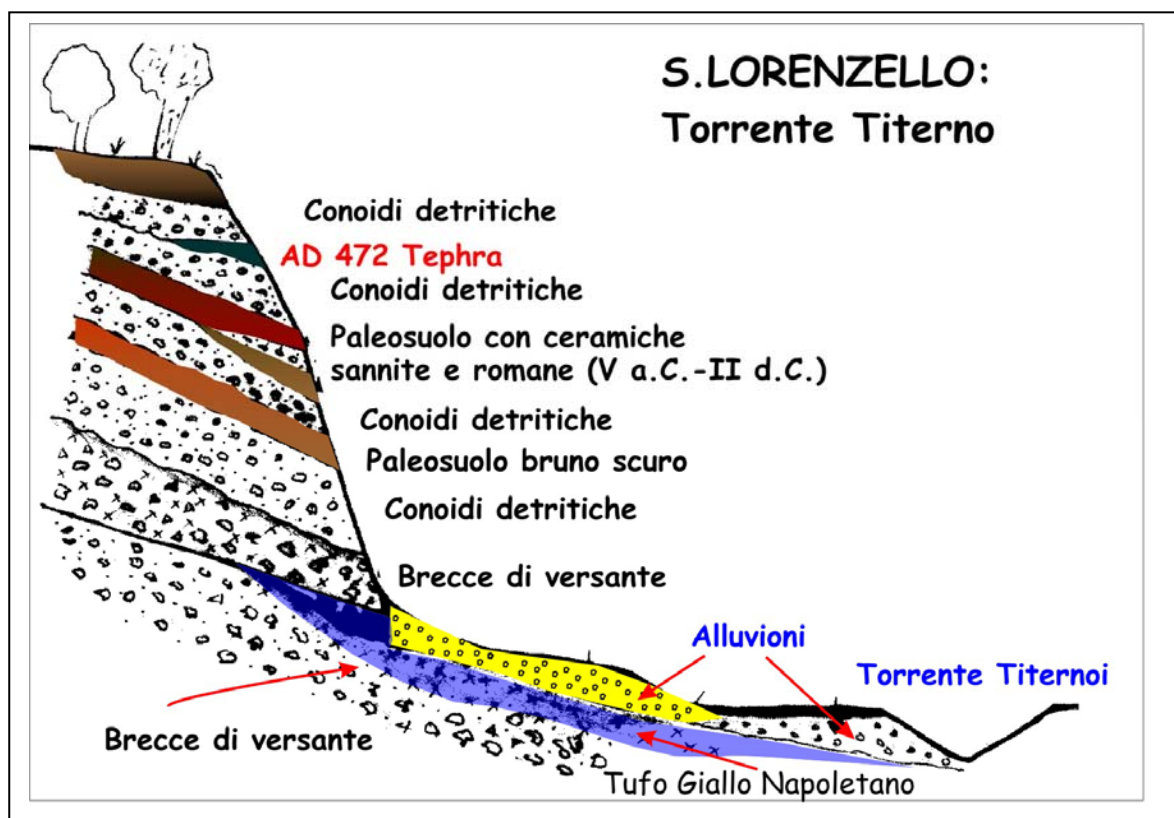 S.LORENZELLO:
Torrente Titerno
Conoidi detritiche
AD 472 Tephra
Conoidi detritiche
Paleosuolo con ceramiche
sannite e romane (V a.C.-II d.C.)
Conoidi detritiche
Paleosuolo bruno scuro
Conoidi detritiche
Brecce di versante
Alluvioni
Torrente Titernoi
Brecce di versante
Tufo Giallo Napoletano